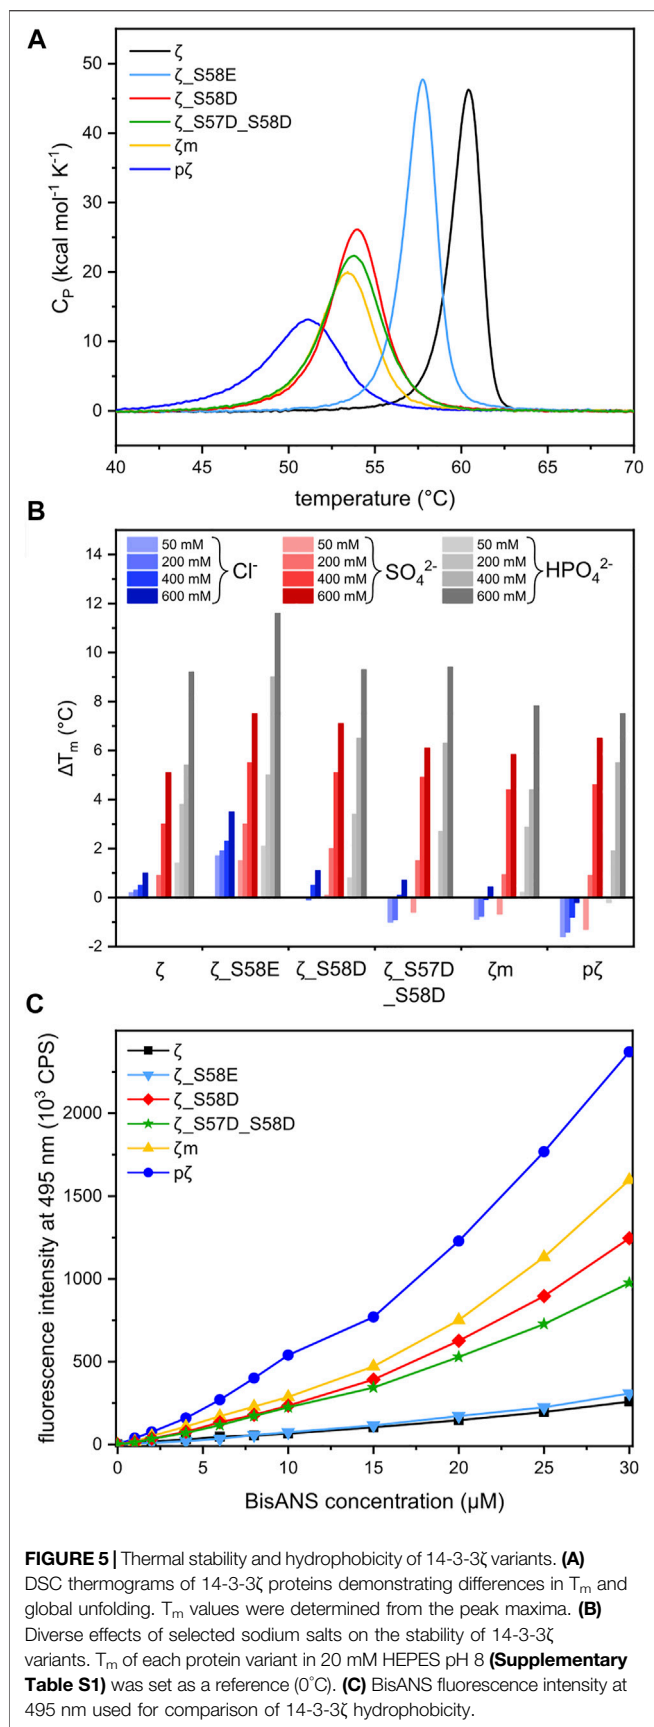 A
ζ
ζ_S58E
ζ_S58D
ζ_S57D_S58D
ζm
pζ
50
40
30
20
10
0
C_P (kcal mol⁻¹ K⁻¹)
40 45 50 55 60 65 70
temperature (°C)
B
50 mM
200 mM
400 mM
600 mM
Cl⁻
50 mM
200 mM
400 mM
600 mM
SO₄²⁻
50 mM
200 mM
400 mM
600 mM
HPO₄²⁻
14
12
10
8
6
4
2
0
-2
ΔTₘ (°C)
ζ ζ_S58E ζ_S58D ζ_S57D ζm pζ
_S58D
C
ζ
ζ_S58E
ζ_S58D
ζ_S57D_S58D
ζm
pζ
2000
1500
1000
500
0
fluorescence intensity at 495 nm (10³ CPS)
0 5 10 15 20 25 30
BisANS concentration (µM)
FIGURE 5 | Thermal stability and hydrophobicity of 14-3-3ζ variants. (A)
DSC thermograms of 14-3-3ζ proteins demonstrating differences in Tₘ and
global unfolding. Tₘ values were determined from the peak maxima. (B)
Diverse effects of selected sodium salts on the stability of 14-3-3ζ
variants. Tₘ of each protein variant in 20 mM HEPES pH 8 (Supplementary
Table S1) was set as a reference (0°C). (C) BisANS fluorescence intensity at
495 nm used for comparison of 14-3-3ζ hydrophobicity.